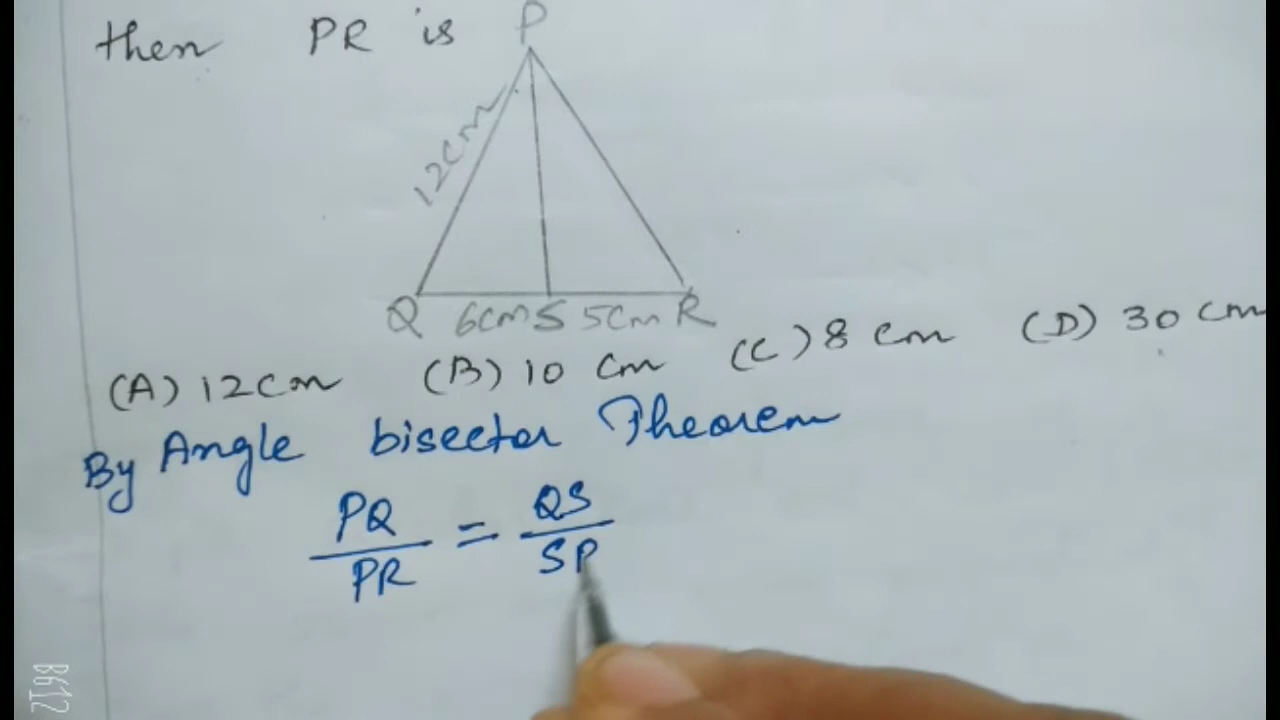 then PR is P
12cm
Q 6cm S 5cm R
(A) 12cm (B) 10 cm (C) 8 cm (D) 30 cm
By Angle bisector Theorem
PQ/PR = QS/SP
B612